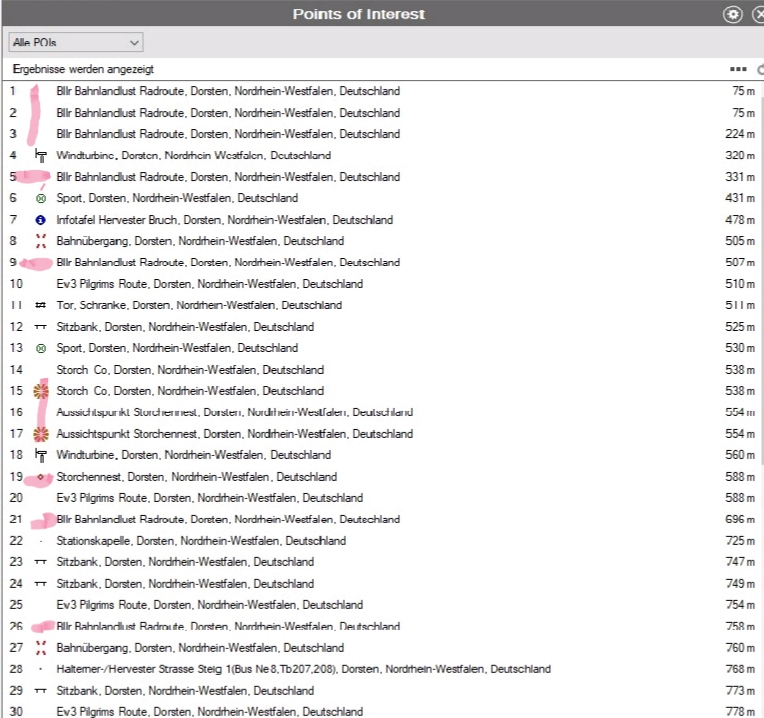 Points of Interest
Alle POIs
Ergebnisse werden angezeigt
1 Bllr Bahnlandlust Radroute, Dorsten, Nordrhein-Westfalen, Deutschland 75 m
2 Bllr Bahnlandlust Radroute, Dorsten, Nordrhein-Westfalen, Deutschland 75 m
3 Bllr Bahnlandlust Radroute, Dorsten, Nordrhein-Westfalen, Deutschland 224 m
4 Windturbine, Dorsten, Nordrhein-Westfalen, Deutschland 320 m
5 Bllr Bahnlandlust Radroute, Dorsten, Nordrhein-Westfalen, Deutschland 331 m
6 Sport, Dorsten, Nordrhein-Westfalen, Deutschland 431 m
7 Infotafel Hervester Bruch, Dorsten, Nordrhein-Westfalen, Deutschland 478 m
8 Bahnübergang, Dorsten, Nordrhein-Westfalen, Deutschland 505 m
9 Bllr Bahnlandlust Radroute, Dorsten, Nordrhein-Westfalen, Deutschland 507 m
10 Ev3 Pilgrims Route, Dorsten, Nordrhein-Westfalen, Deutschland 510 m
11 Tor, Schranke, Dorsten, Nordrhein-Westfalen, Deutschland 511 m
12 Sitzbank, Dorsten, Nordrhein-Westfalen, Deutschland 525 m
13 Sport, Dorsten, Nordrhein-Westfalen, Deutschland 530 m
14 Storch Co, Dorsten, Nordrhein-Westfalen, Deutschland 538 m
15 Storch Co, Dorsten, Nordrhein-Westfalen, Deutschland 538 m
16 Aussichtspunkt Storchennest, Dorsten, Nordrhein-Westfalen, Deutschland 554 m
17 Aussichtspunkt Storchennest, Dorsten, Nordrhein-Westfalen, Deutschland 554 m
18 Windturbine, Dorsten, Nordrhein-Westfalen, Deutschland 560 m
19 Storchennest, Dorsten, Nordrhein-Westfalen, Deutschland 588 m
20 Ev3 Pilgrims Route, Dorsten, Nordrhein-Westfalen, Deutschland 588 m
21 Bllr Bahnlandlust Radroute, Dorsten, Nordrhein-Westfalen, Deutschland 696 m
22 Stationskapelle, Dorsten, Nordrhein-Westfalen, Deutschland 725 m
23 Sitzbank, Dorsten, Nordrhein-Westfalen, Deutschland 747 m
24 Sitzbank, Dorsten, Nordrhein-Westfalen, Deutschland 749 m
25 Ev3 Pilgrims Route, Dorsten, Nordrhein-Westfalen, Deutschland 754 m
26 Bllr Bahnlandlust Radroute, Dorsten, Nordrhein-Westfalen, Deutschland 758 m
27 Bahnübergang, Dorsten, Nordrhein-Westfalen, Deutschland 760 m
28 Halterner-/Hervester Strasse Steig 1(Bus Ne8,Tb207,208), Dorsten, Nordrhein-Westfalen, Deutschland 768 m
29 Sitzbank, Dorsten, Nordrhein-Westfalen, Deutschland 773 m
30 Ev3 Pilgrims Route, Dorsten, Nordrhein-Westfalen, Deutschland 778 m